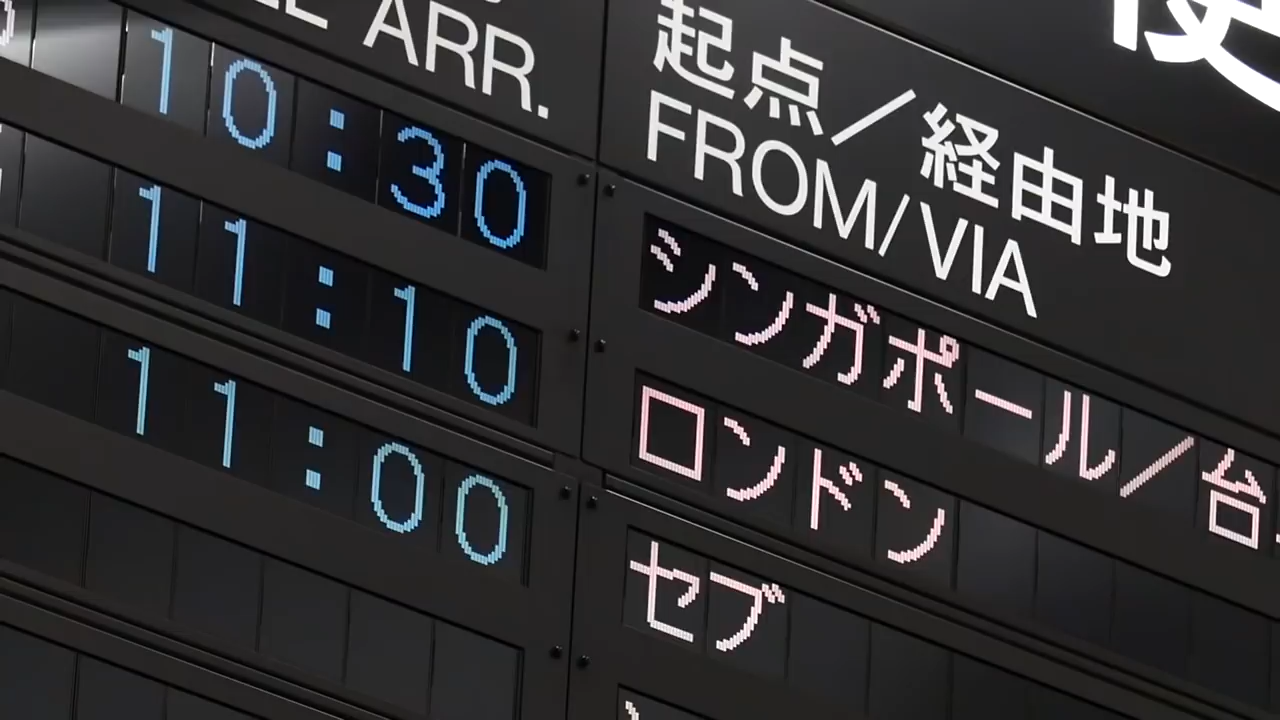 ARR.
起点／経由地
FROM/VIA
10:30 シンガポール／台
11:10 ロンドン
11:00 セブ